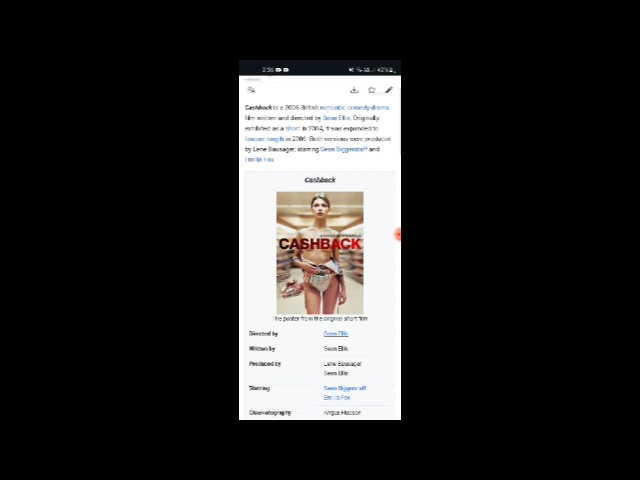 Cashback is a 2006 British romantic comedy-drama
film written and directed by Sean Ellis. Originally
exhibited as a short in 2004, it was expanded to
feature length in 2006. Both versions were produced
by Lene Bausager, starring Sean Biggerstaff and
Emilia Fox.
Cashback
CASHBACK
The poster from the original short film
Directed by Sean Ellis
Written by Sean Ellis
Produced by Lene Bausager
Sean Ellis
Starring Sean Biggerstaff
Emilia Fox
Cinematography Angus Hudson